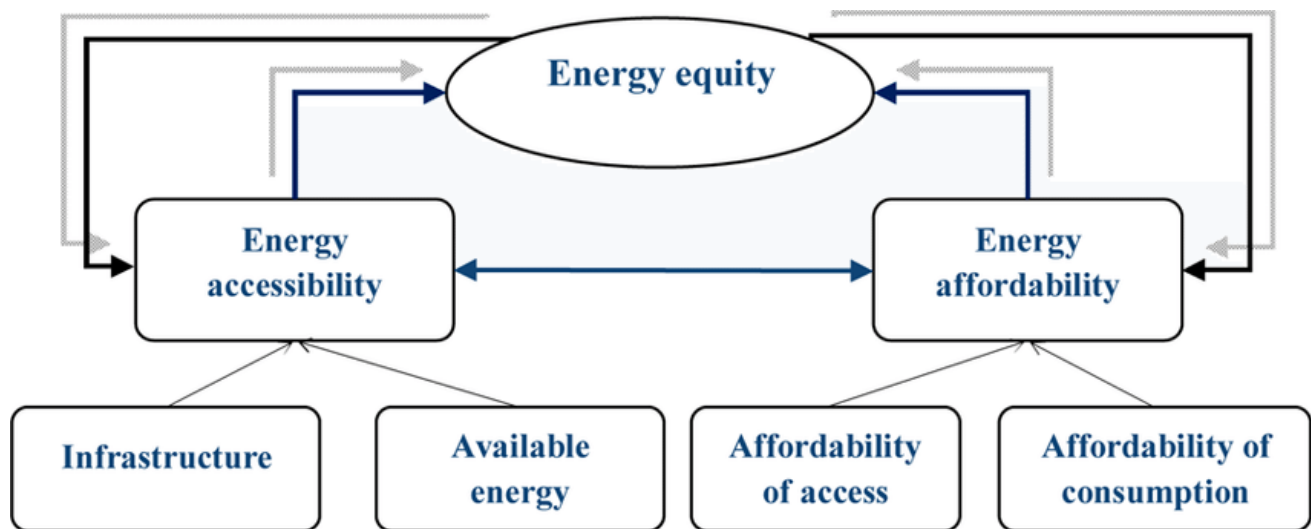 Energy equity
Energy
accessibility
Energy
affordability
Infrastructure
Available
energy
Affordability
of access
Affordability of
consumption